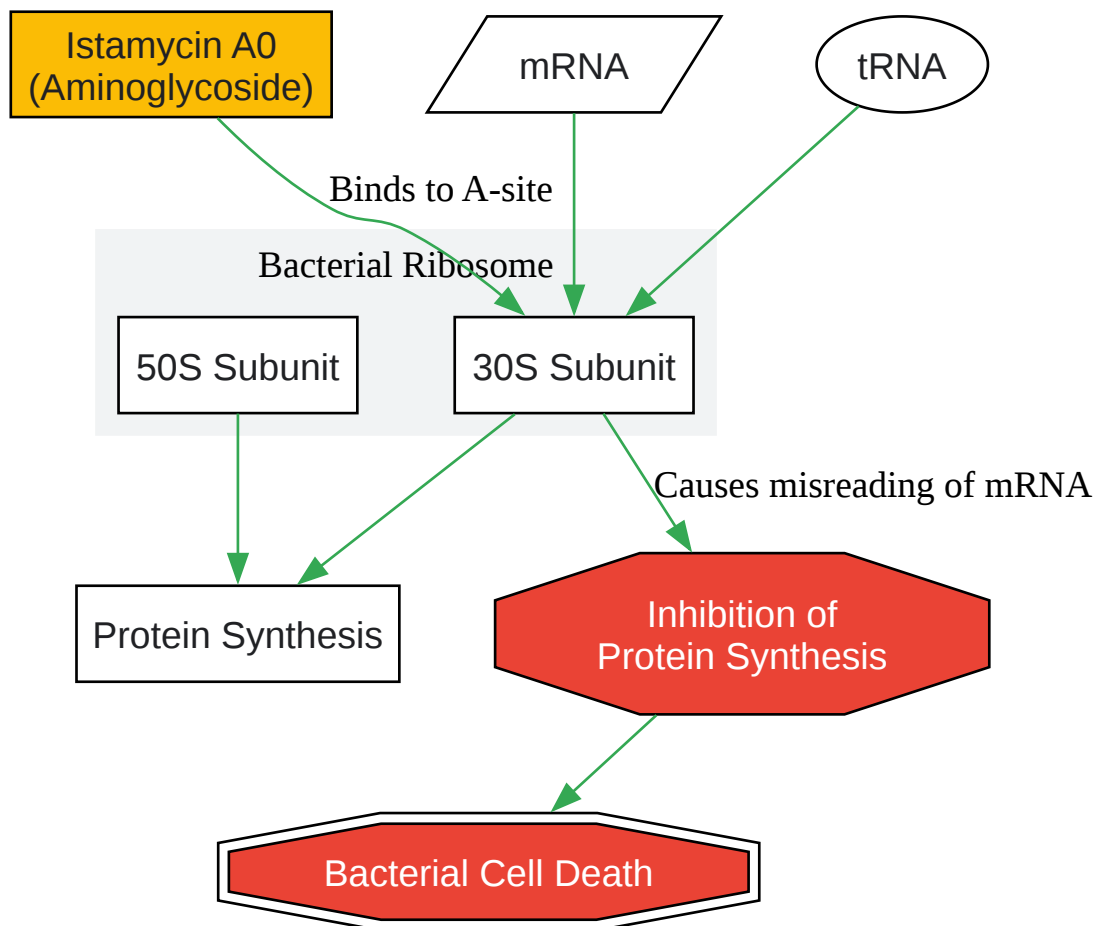 Istamycin A0
(Aminoglycoside)
mRNA
tRNA
Binds to A-site
Bacterial Ribosome
50S Subunit
30S Subunit
Causes misreading of mRNA
Protein Synthesis
Inhibition of
Protein Synthesis
Bacterial Cell Death